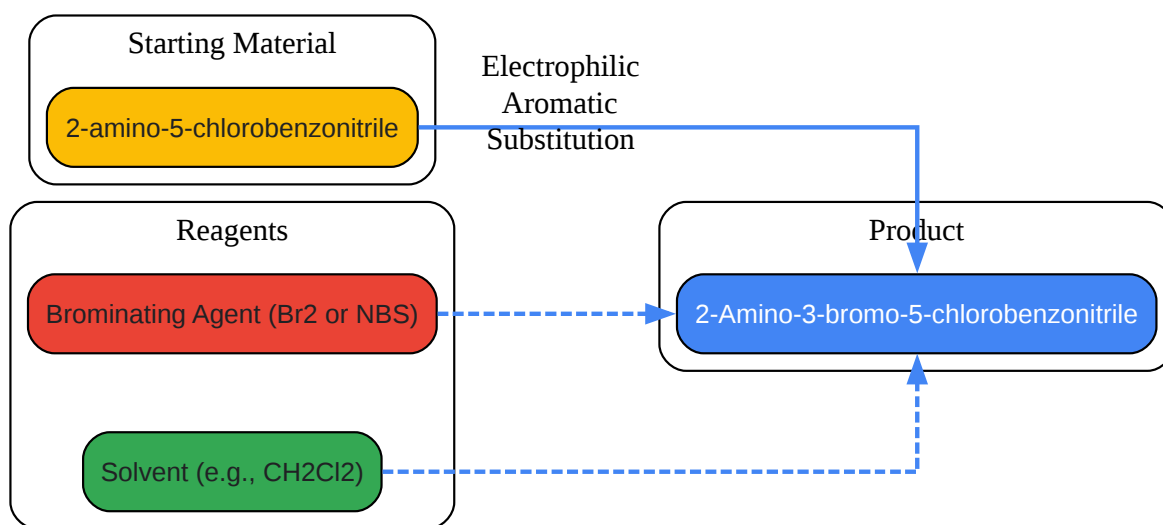 Starting Material
2-amino-5-chlorobenzonitrile
Electrophilic
Aromatic
Substitution
Reagents
Brominating Agent (Br2 or NBS)
Solvent (e.g., CH2Cl2)
Product
2-Amino-3-bromo-5-chlorobenzonitrile